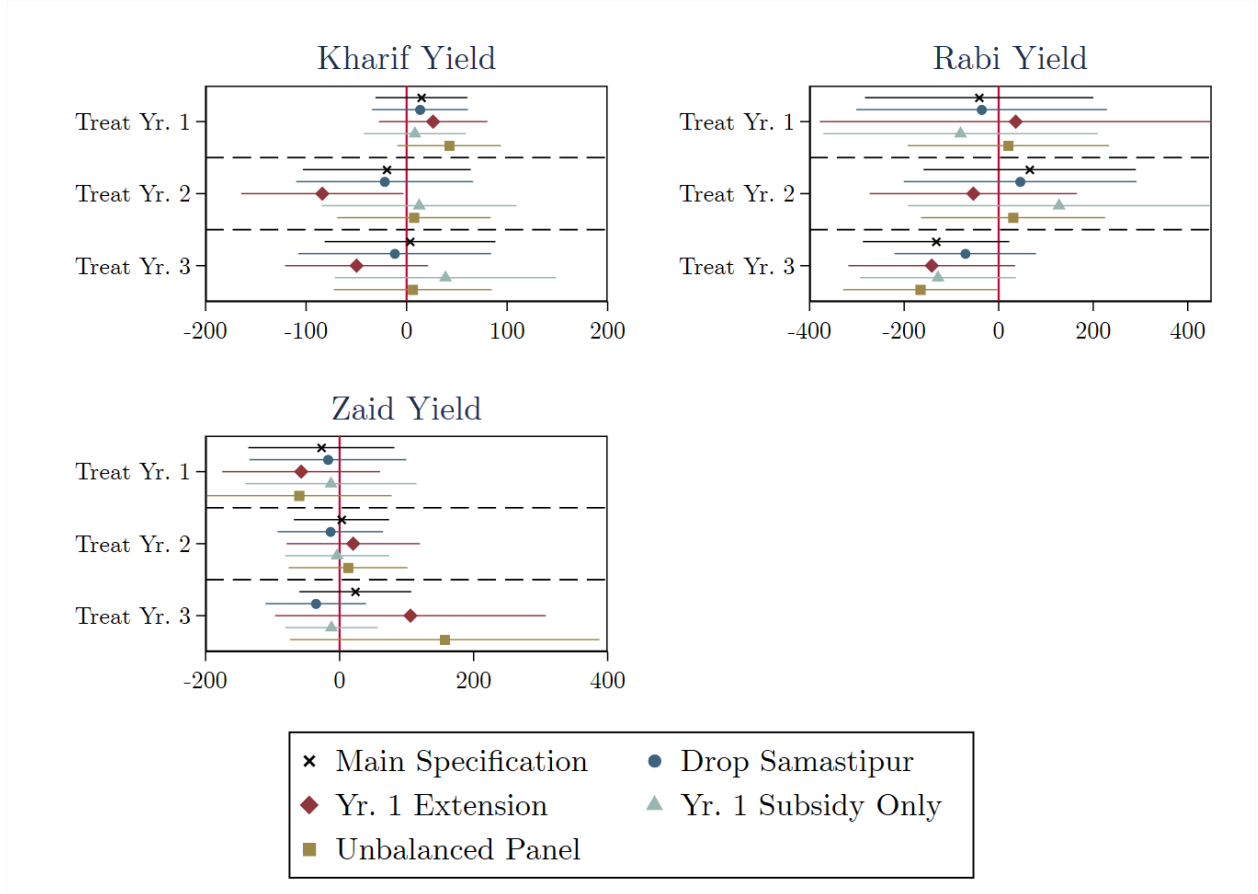 Kharif Yield
Treat Yr. 1
Treat Yr. 2
Treat Yr. 3
-200 -100 0 100 200
Rabi Yield
Treat Yr. 1
Treat Yr. 2
Treat Yr. 3
-400 -200 0 200 400
Zaid Yield
Treat Yr. 1
Treat Yr. 2
Treat Yr. 3
-200 0 200 400
Main Specification Drop Samastipur
Yr. 1 Extension Yr. 1 Subsidy Only
Unbalanced Panel